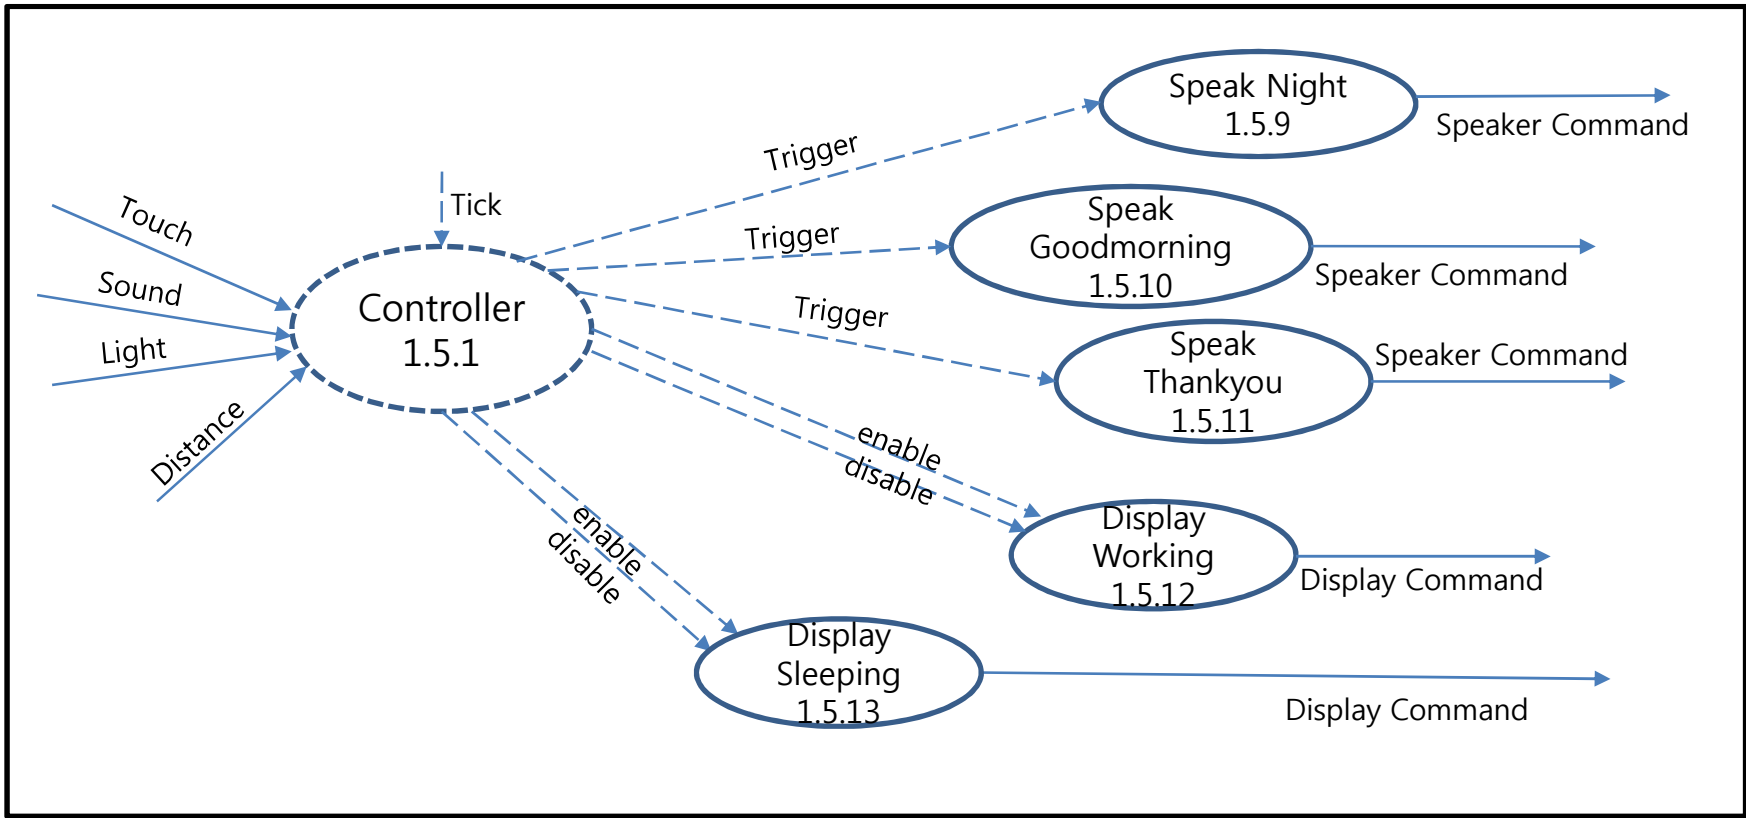 Speak Night
1.5.9
Speaker Command
Trigger
Tick
Touch
Speak
Goodmorning
1.5.10
Trigger
Speaker Command
Sound
Controller
1.5.1
Trigger
Light
Speak
Thankyou
1.5.11
Speaker Command
Distance
enable
disable
Display
Working
1.5.12
Display Command
enable
disable
Display
Sleeping
1.5.13
Display Command